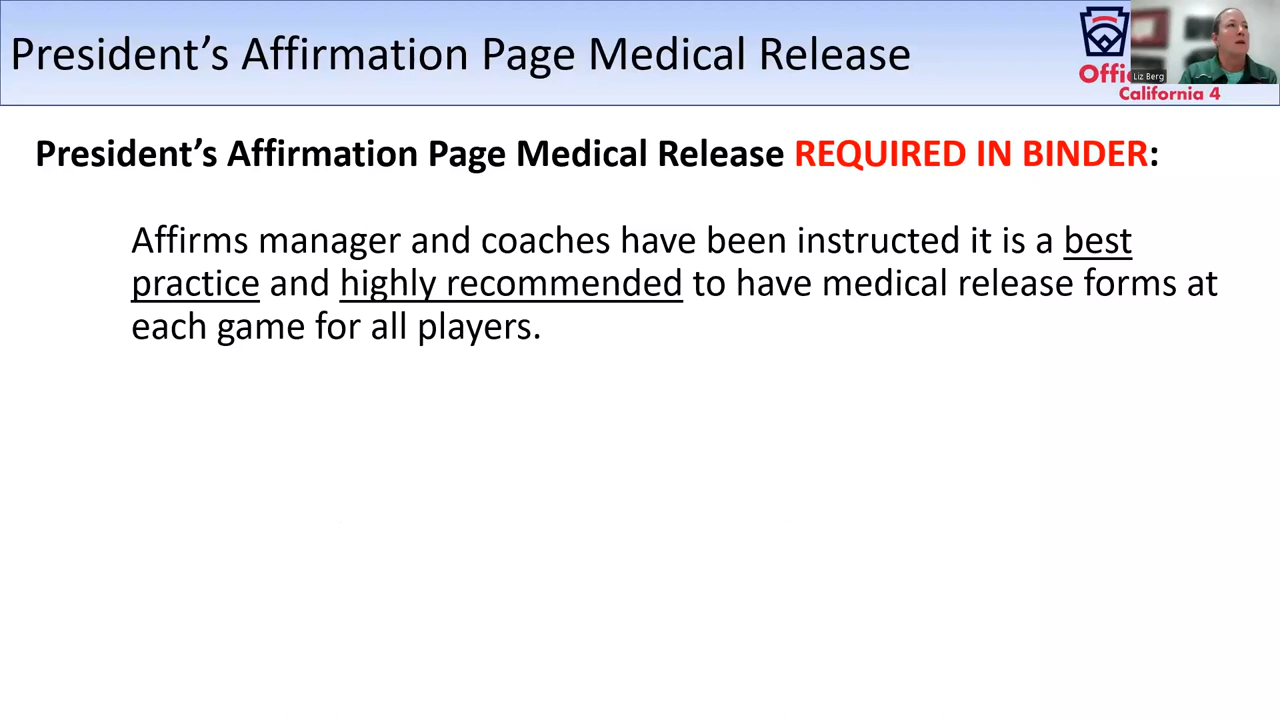 President’s Affirmation Page Medical Release
Offic
Liz Berg
California 4
President’s Affirmation Page Medical Release REQUIRED IN BINDER:
Affirms manager and coaches have been instructed it is a best
practice and highly recommended to have medical release forms at
each game for all players.